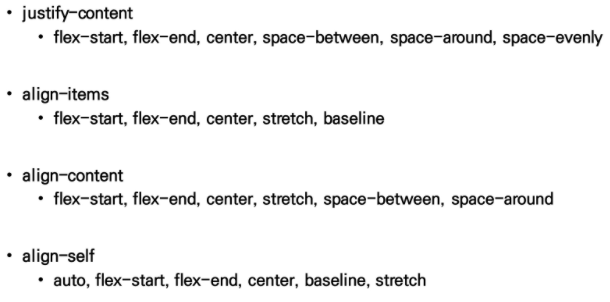 • justify-content
• flex-start, flex-end, center, space-between, space-around, space-evenly
• align-items
• flex-start, flex-end, center, stretch, baseline
• align-content
• flex-start, flex-end, center, stretch, space-between, space-around
• align-self
• auto, flex-start, flex-end, center, baseline, stretch